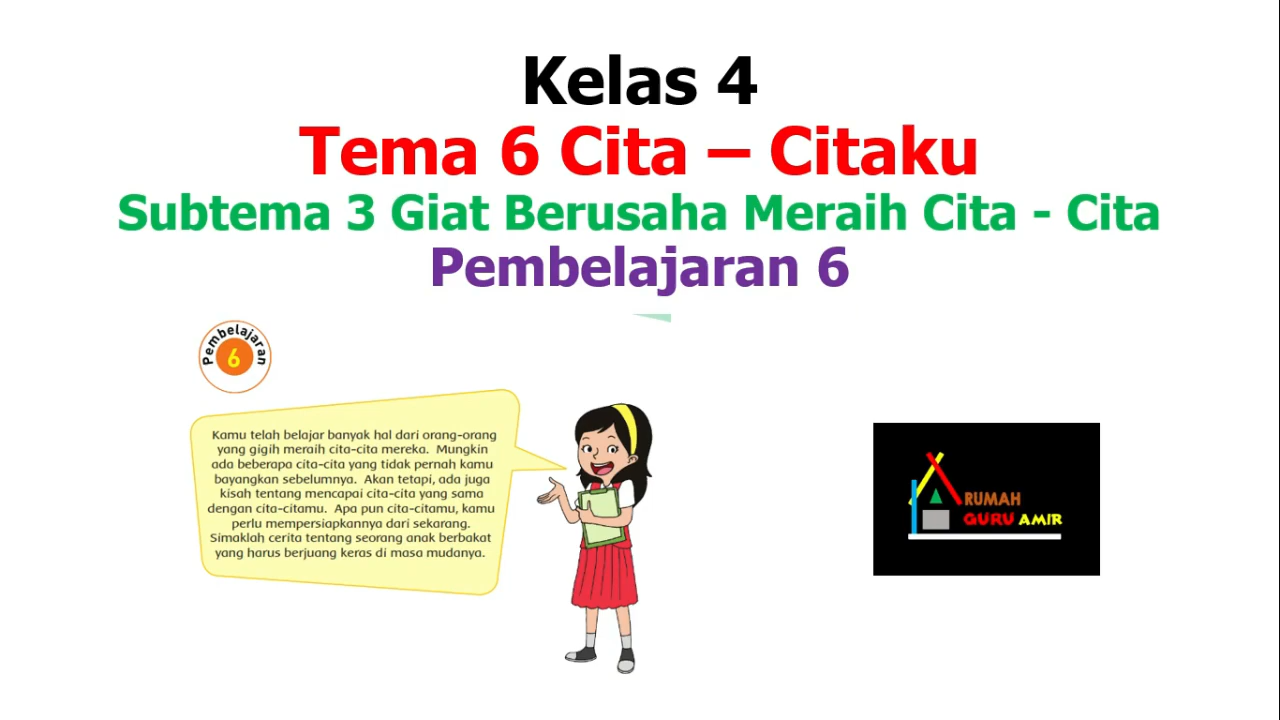 Kelas 4
Tema 6 Cita – Citaku
Subtema 3 Giat Berusaha Meraih Cita - Cita
Pembelajaran 6
Pembelajaran
6
Kamu telah belajar banyak hal dari orang-orang
yang gigih meraih cita-cita mereka. Mungkin
ada beberapa cita-cita yang tidak pernah kamu
bayangkan sebelumnya. Akan tetapi, ada juga
kisah tentang mencapai cita-cita yang sama
dengan cita-citamu. Apa pun cita-citamu, kamu
perlu mempersiapkannya dari sekarang.
Simaklah cerita tentang seorang anak berbakat
yang harus berjuang keras di masa mudanya.
RUMAH
GURU AMIR